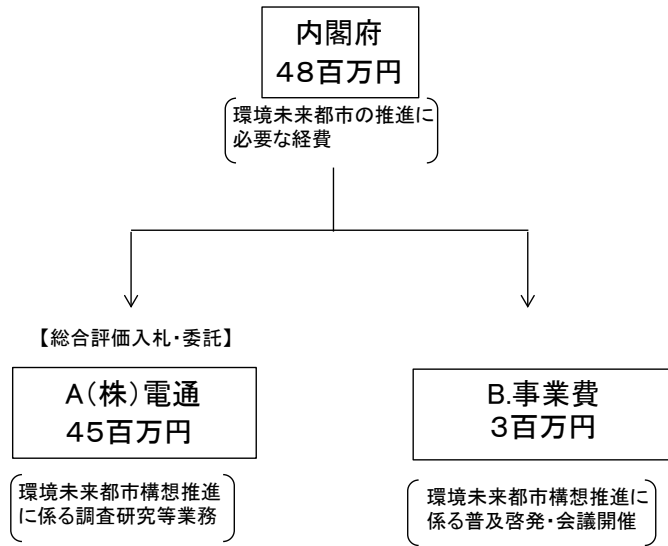 内閣府
48百万円
環境未来都市の推進に
必要な経費
【総合評価入札・委託】
A(株)電通
45百万円
環境未来都市構想推進
に係る調査研究等業務
B.事業費
3百万円
環境未来都市構想推進に
係る普及啓発・会議開催